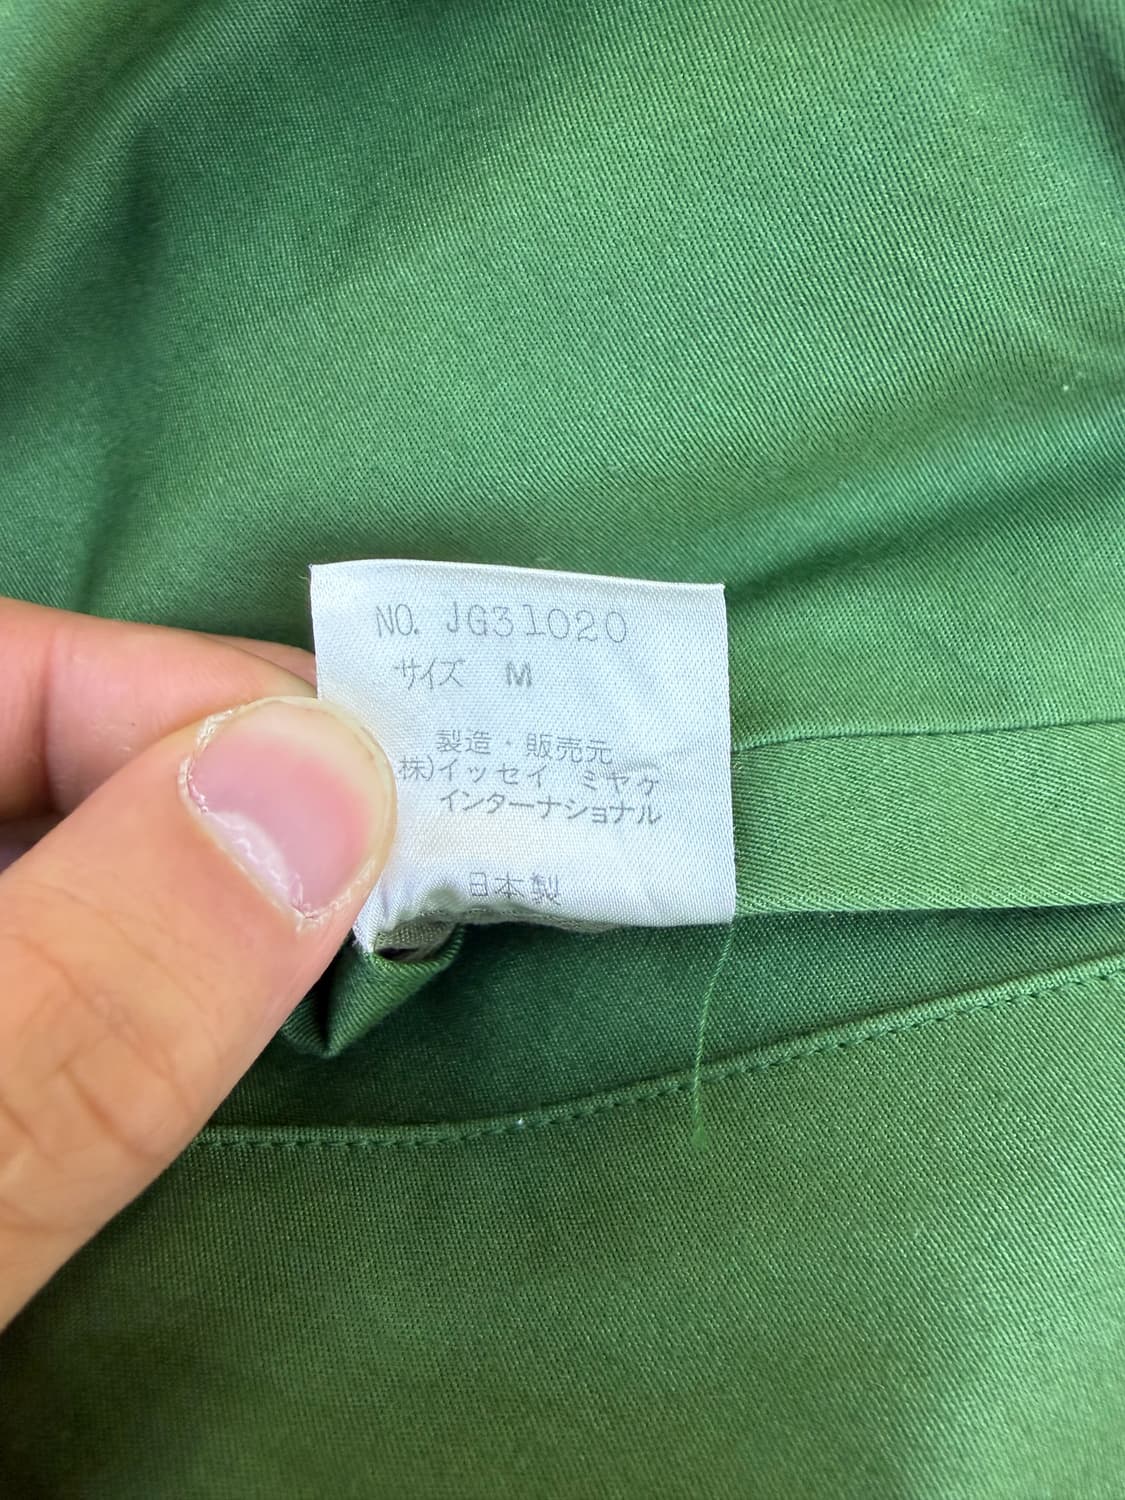 NO. JG31020
サイズ M
製造・販売元
株)イッセイ ミヤケ
インターナショナル
日本製